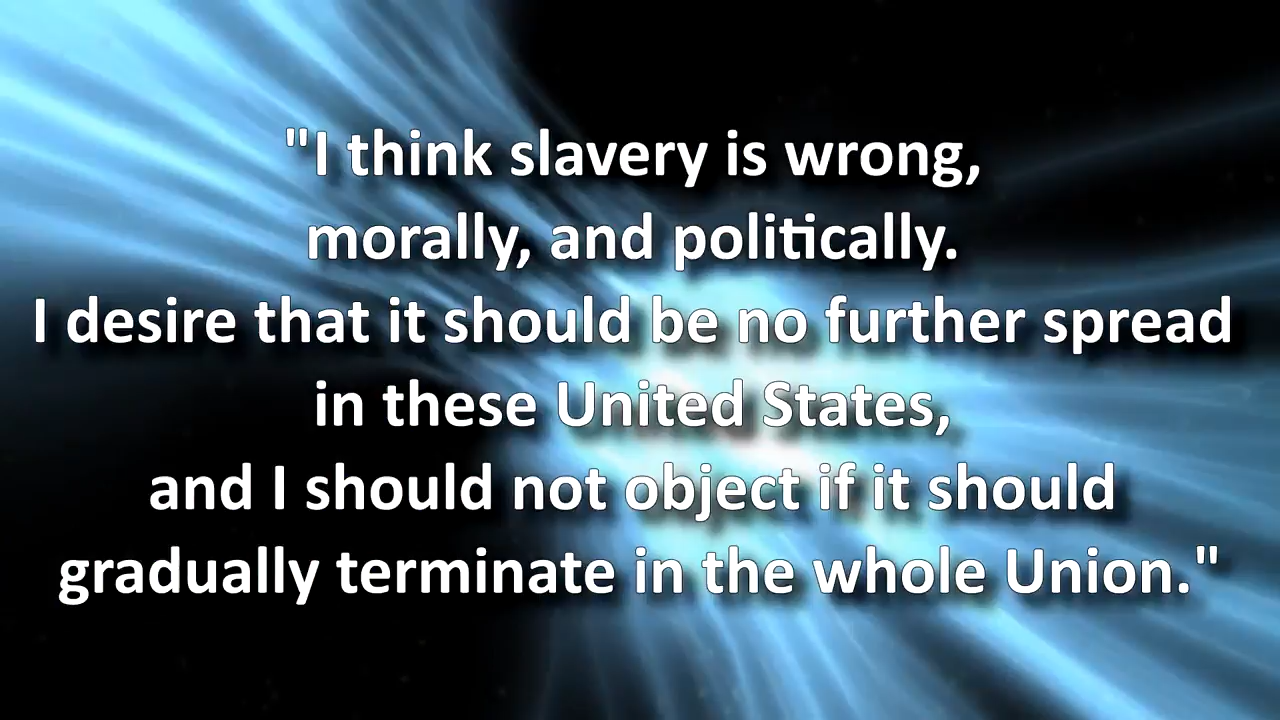 "I think slavery is wrong,
morally, and politically.
I desire that it should be no further spread
in these United States,
and I should not object if it should
gradually terminate in the whole Union."